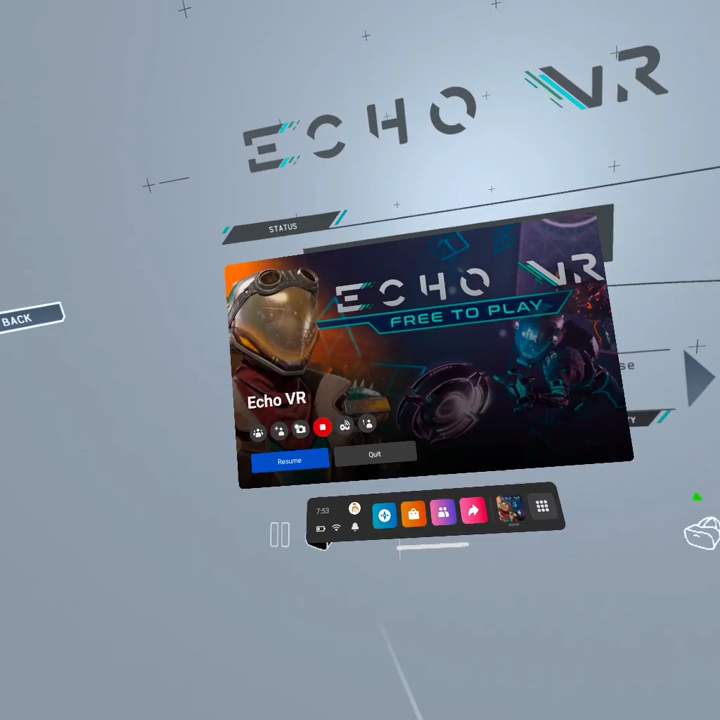 ECHO VR
STATUS
BACK
ECHO VR
FREE TO PLAY
Echo VR
Resume
Quit
7:53